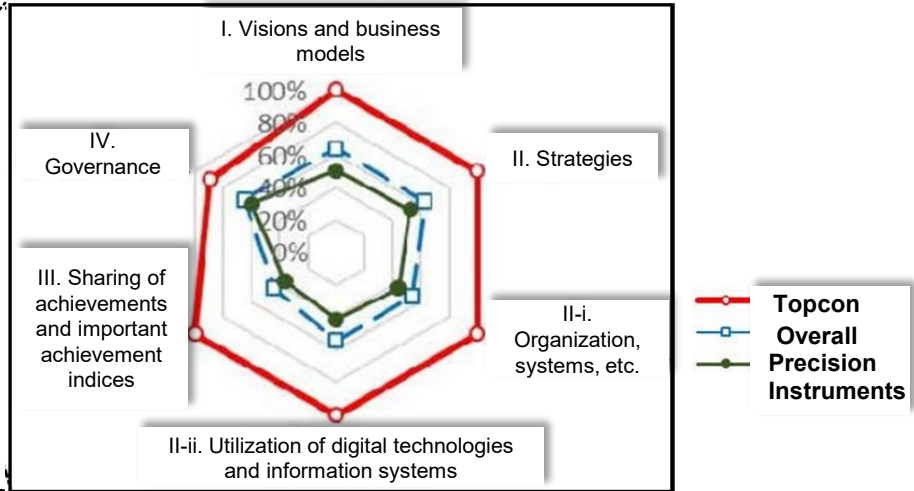 I. Visions and business
models
100%
80%
60%
40%
20%
0%
IV.
Governance
II. Strategies
III. Sharing of
achievements
and important
achievement
indices
II-i.
Organization,
systems, etc.
II-ii. Utilization of digital technologies
and information systems
Topcon
Overall
Precision
Instruments